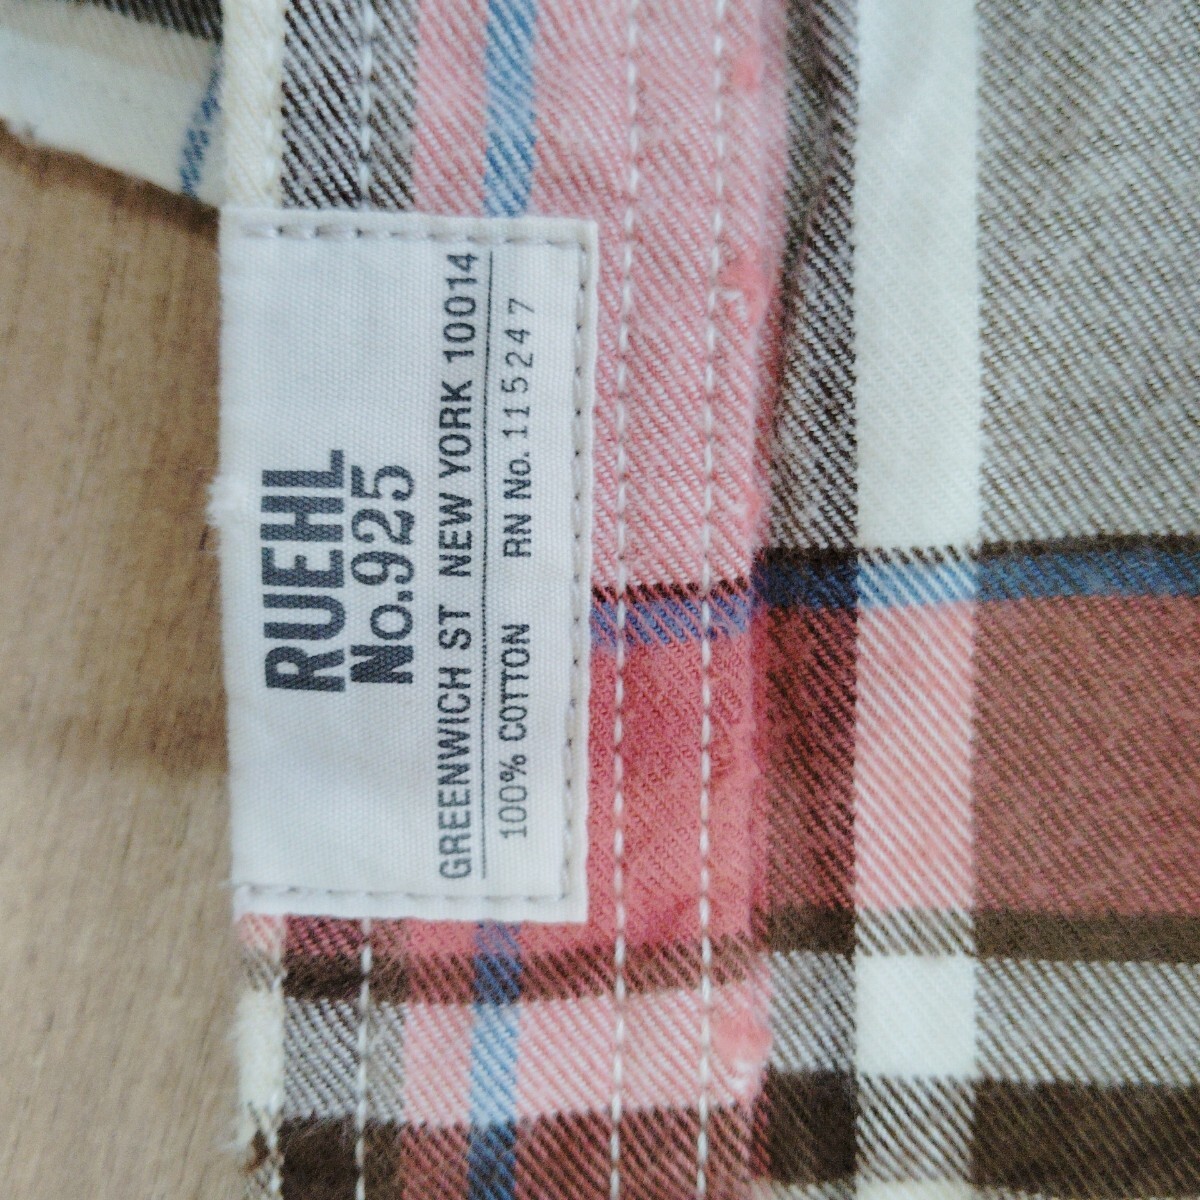 RUEHL
No.925
GREENWICH ST NEW YORK 10014
100% COTTON RN No. 115247